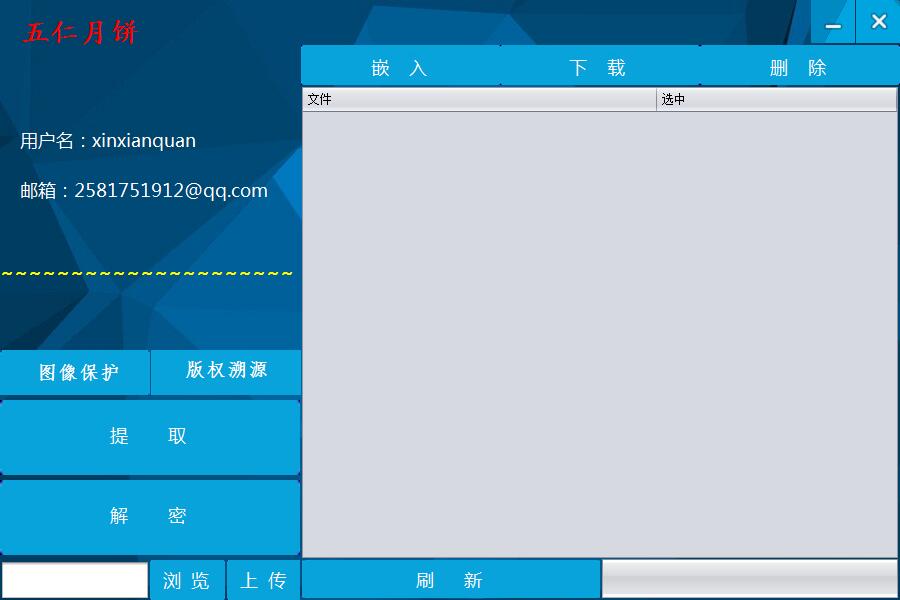 五仁月饼
嵌 入
下 载
删 除
文件
选中
用户名：xinxianquan
邮箱：2581751912@qq.com
~~~~~~~~~~~~~~~~~~~~~
图像保护
版权溯源
提 取
解 密
浏 览
上 传
刷 新